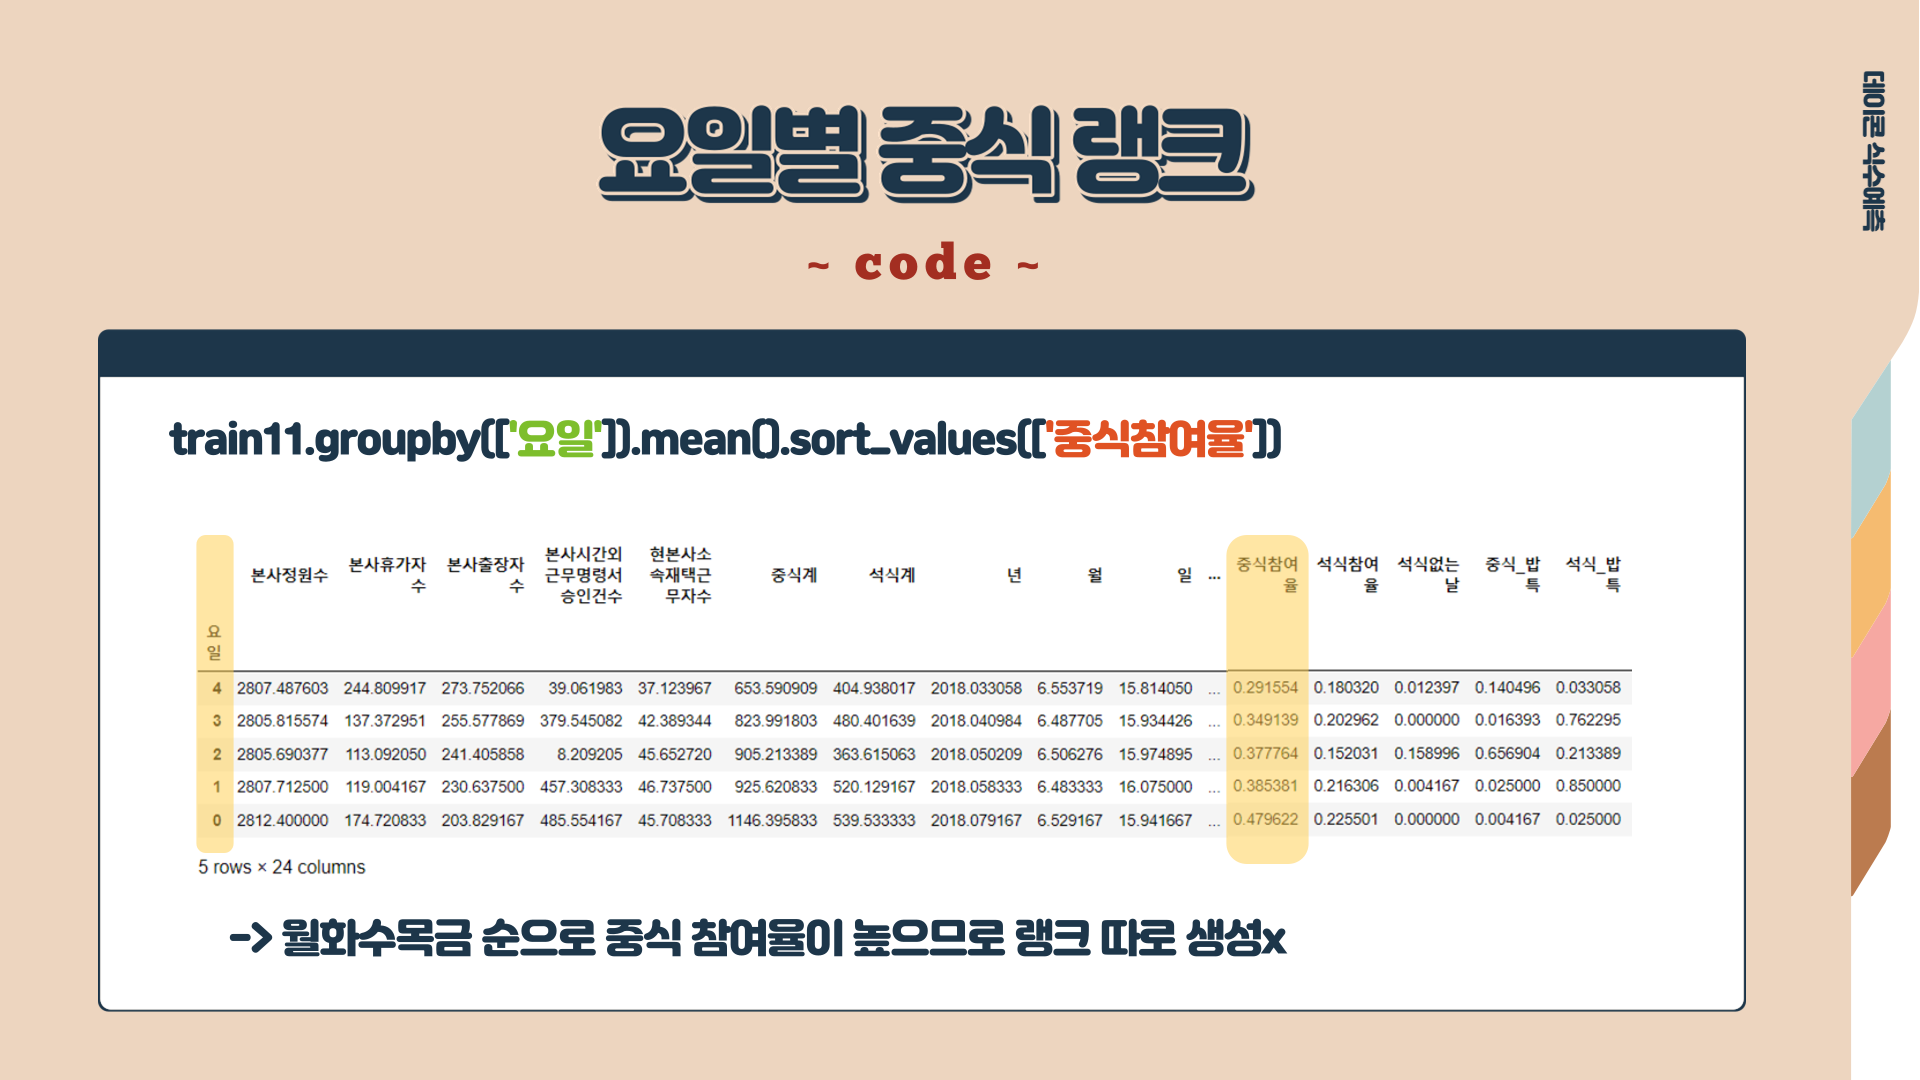 요일별 중식 랭크
~ code ~
데이콘 식수예측
train11.groupby(['요일']).mean().sort_values(['중식참여율'])
요일 본사정원수 본사휴가자수 본사출장자수 본사시간외근무명령서승인건수 현본사소속재택근무자수 중식계 석식계 년 월 일 ... 중식참여율 석식참여율 석식없는날 중식_밥특 석식_밥특
4 2807.487603 244.809917 273.752066 39.061983 37.123967 653.590909 404.938017 2018.033058 6.553719 15.814050 ... 0.291554 0.180320 0.012397 0.140496 0.033058
3 2805.815574 137.372951 255.577869 379.545082 42.389344 823.991803 480.401639 2018.040984 6.487705 15.934426 ... 0.349139 0.202962 0.000000 0.016393 0.762295
2 2805.690377 113.092050 241.405858 8.209205 45.652720 905.213389 363.615063 2018.050209 6.506276 15.974895 ... 0.377764 0.152031 0.158996 0.656904 0.213389
1 2807.712500 119.004167 230.637500 457.308333 46.737500 925.620833 520.129167 2018.058333 6.483333 16.075000 ... 0.385381 0.216306 0.004167 0.025000 0.850000
0 2812.400000 174.720833 203.829167 485.554167 45.708333 1146.395833 539.533333 2018.079167 6.529167 15.941667 ... 0.479622 0.225501 0.000000 0.004167 0.025000
5 rows × 24 columns
-> 월화수목금 순으로 중식 참여율이 높으므로 랭크 따로 생성x